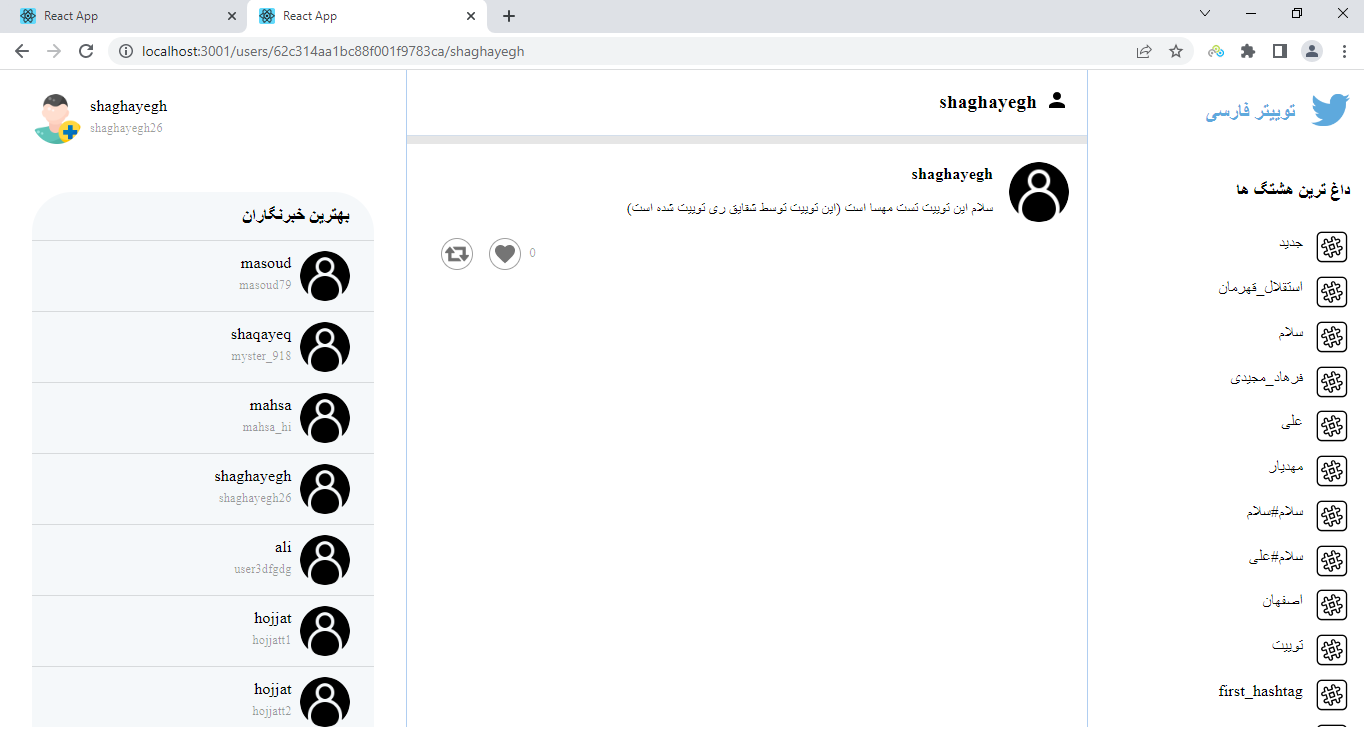 React App
React App
localhost:3001/users/62c314aa1bc88f001f9783ca/shaghayegh
توییتر فارسی
داغ ترین هشتگ ها
جدید
استقلال_قهرمان
سلام
فرهاد_مجیدی
علی
مهدیار
سلام#سلام
سلام#علی
اصفهان
توییت
first_hashtag
shaghayegh
shaghayegh
سلام این توییت تست مهسا است (این توییت توسط شقایق ری توییت شده است)
0
shaghayegh
shaghayegh26
بهترین خبرنگاران
masoud
masoud79
shaqayeq
myster_918
mahsa
mahsa_hi
shaghayegh
shaghayegh26
ali
user3dfgdg
hojjat
hojjatt1
hojjat
hojjatt2